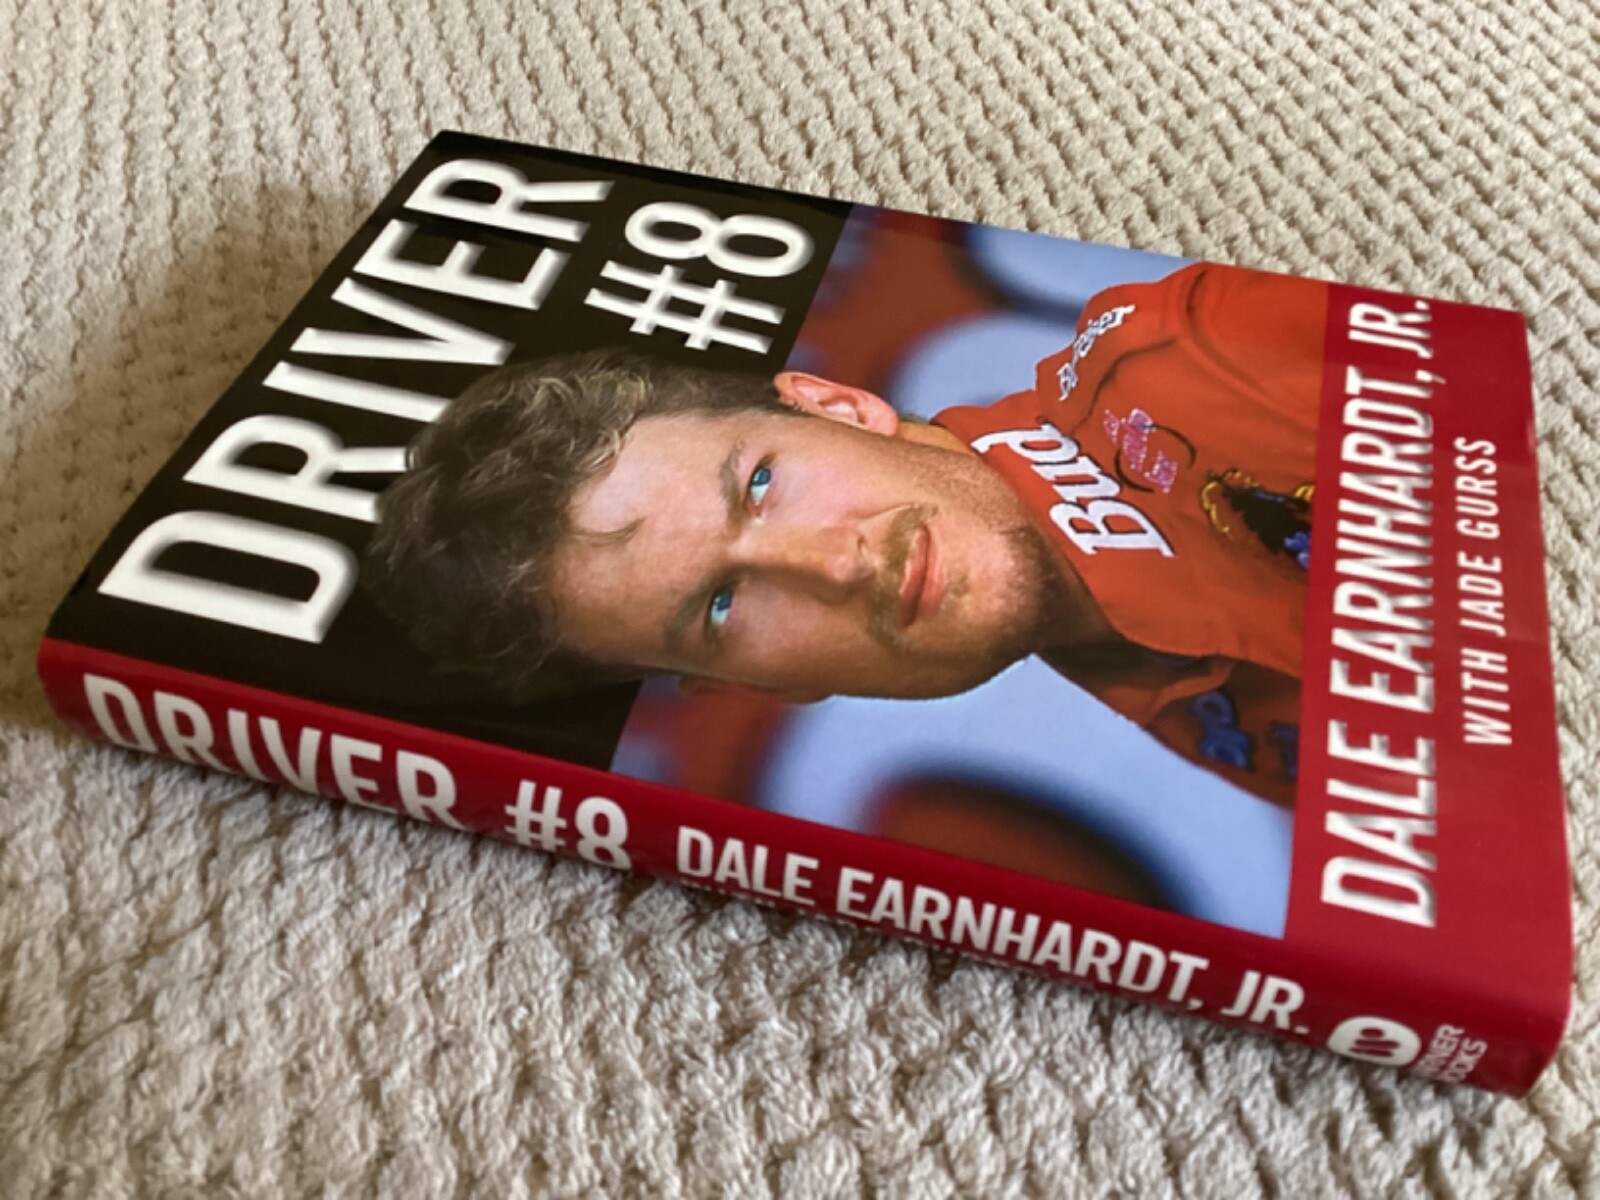 DRIVER
#8
Bud
DALE EARNHARDT, JR.
WITH JADE GURSS
DRIVER #8 DALE EARNHARDT, JR.